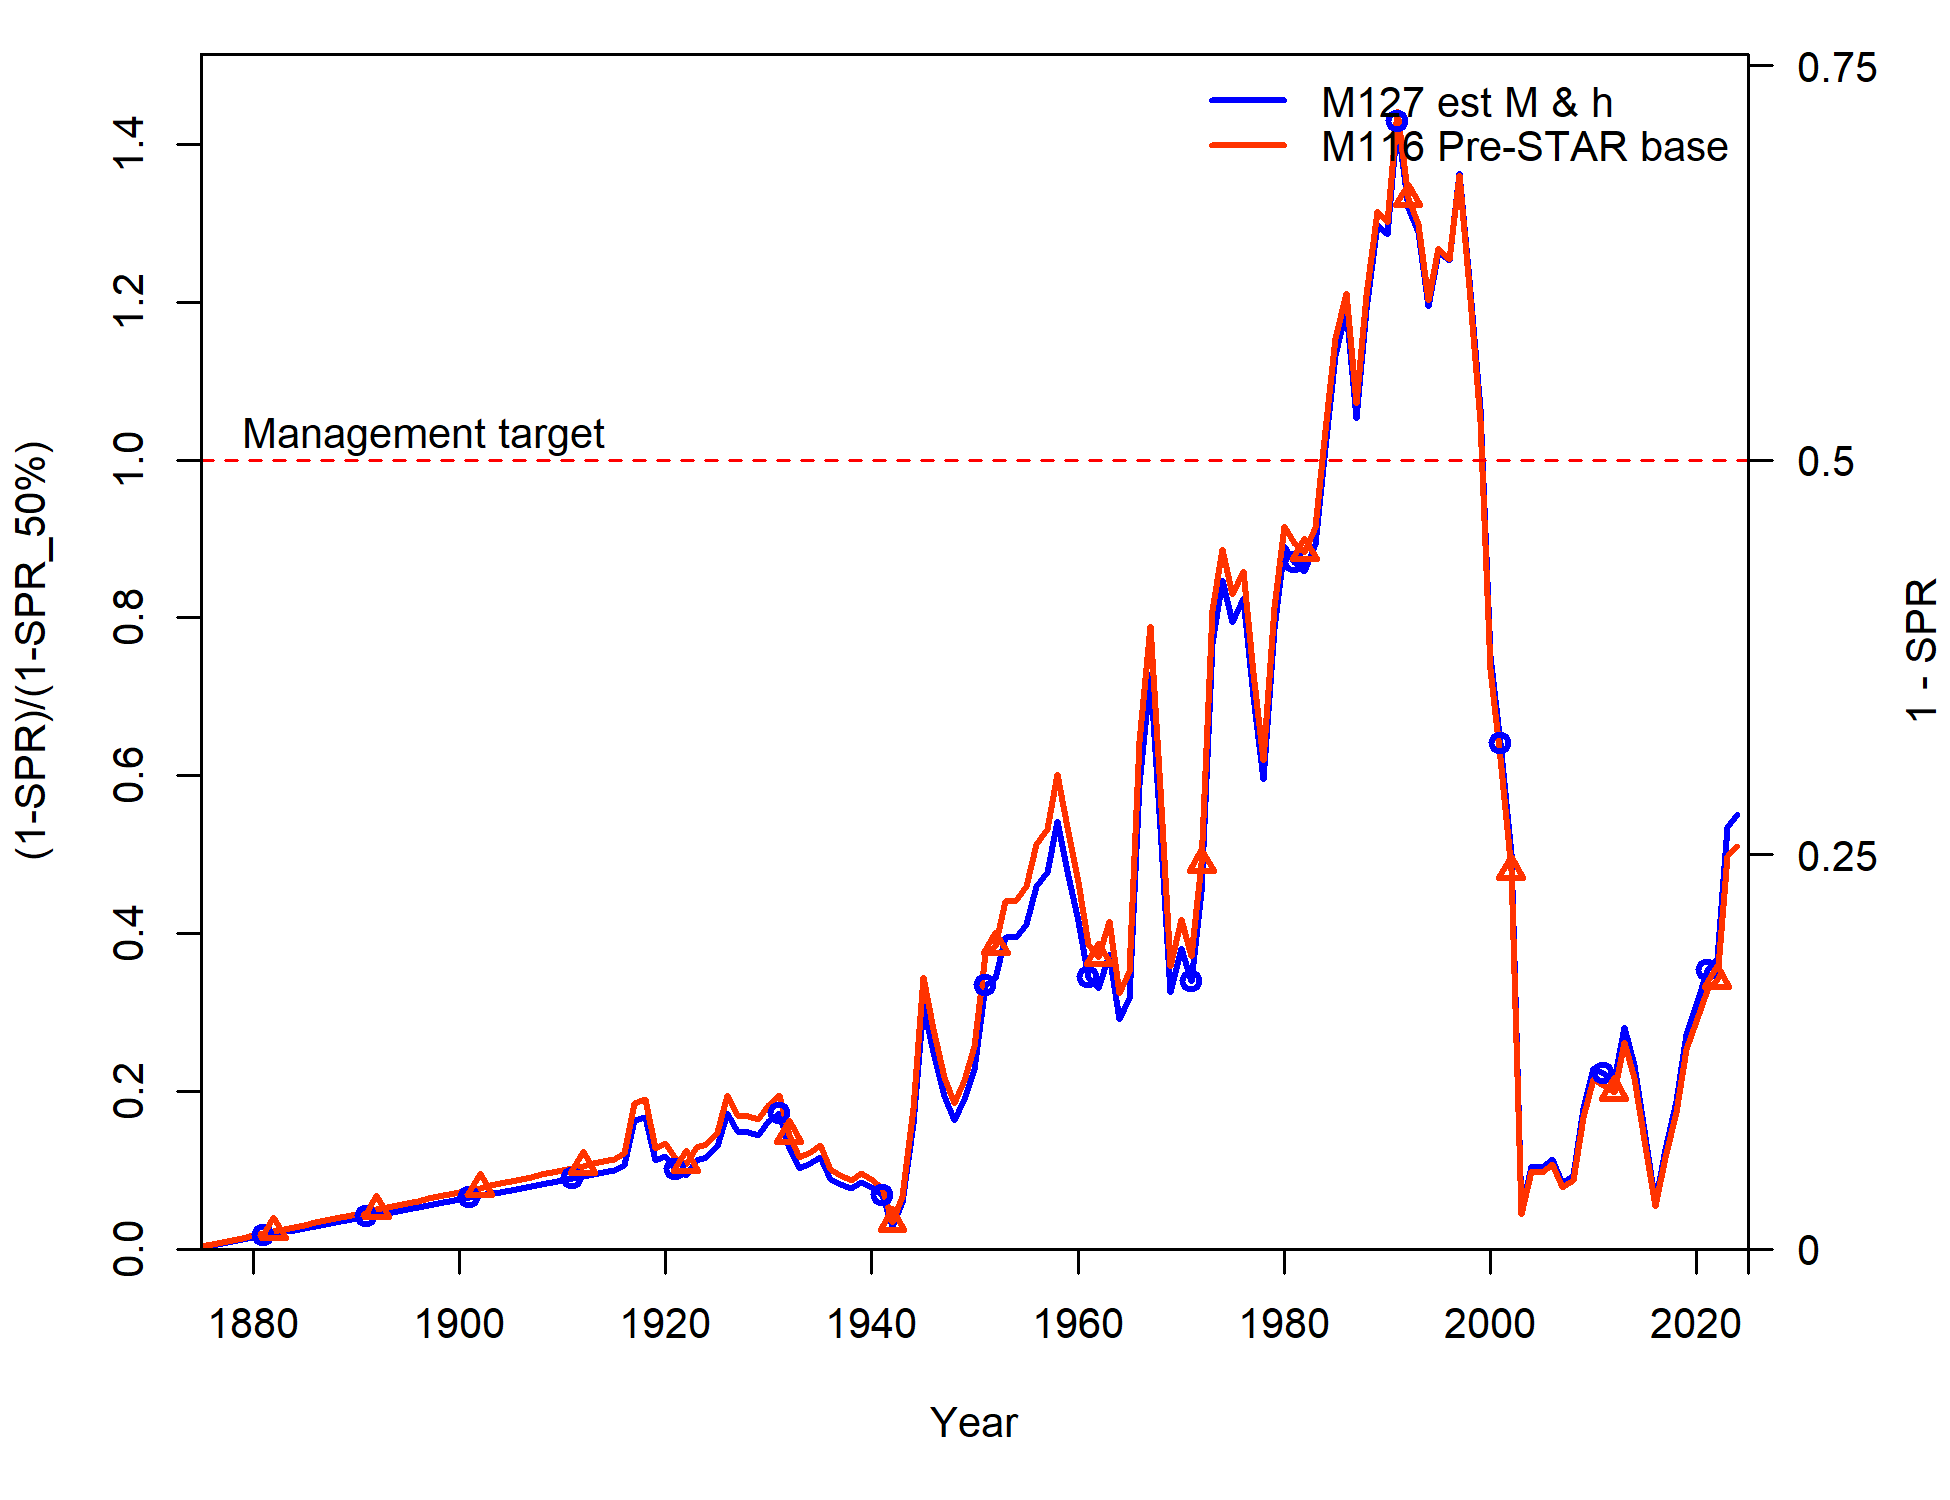 M127 est M & h
M116 Pre-STAR base
Management target
(1-SPR)/(1-SPR_50%)
0.0
0.2
0.4
0.6
0.8
1.0
1.2
1.4
1 - SPR
0.75
0.5
0.25
0
1880 1900 1920 1940 1960 1980 2000 2020
Year